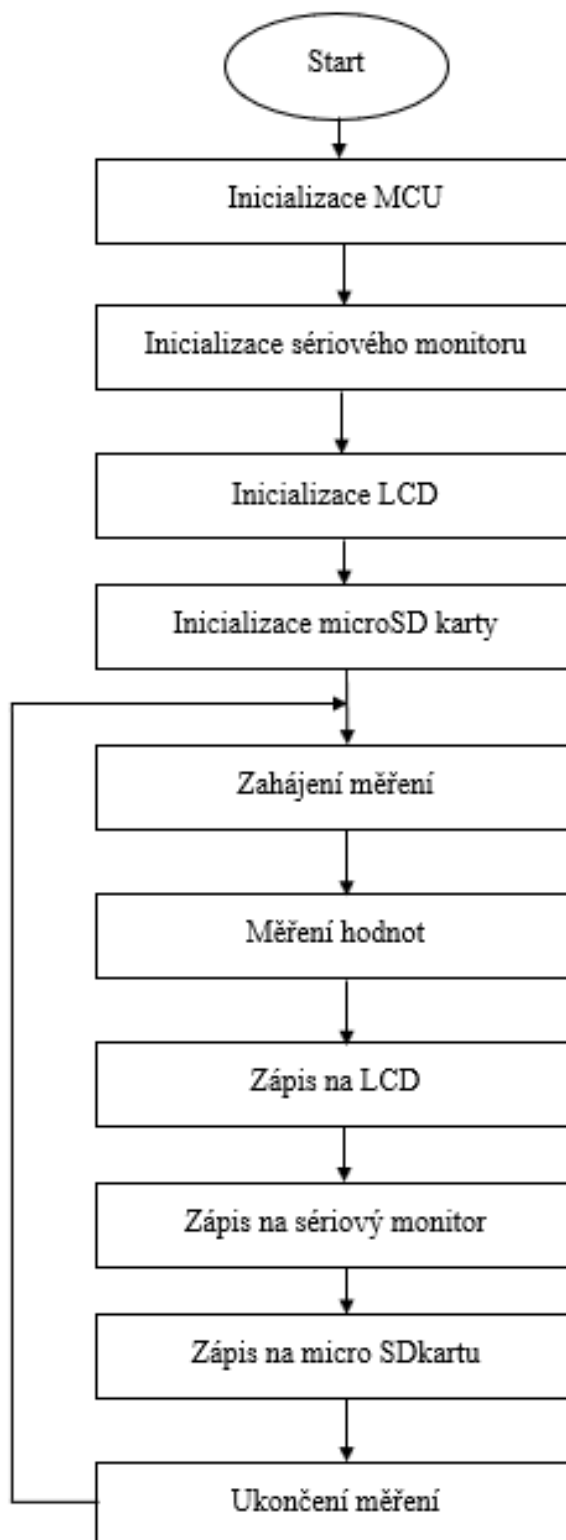 Start
Inicializace MCU
Inicializace sériového monitoru
Inicializace LCD
Inicializace microSD karty
Zahájení měření
Měření hodnot
Zápis na LCD
Zápis na sériový monitor
Zápis na micro SDkartu
Ukončení měření